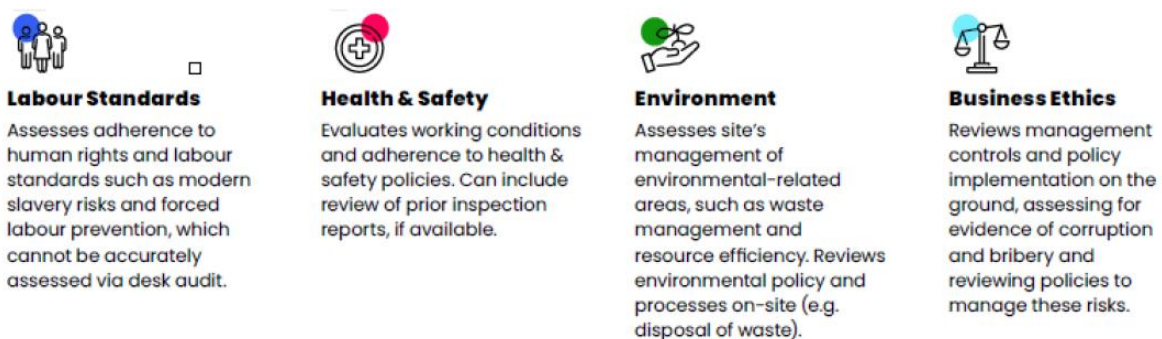 Labour Standards
Assesses adherence to
human rights and labour
standards such as modern
slavery risks and forced
labour prevention, which
cannot be accurately
assessed via desk audit.
Health & Safety
Evaluates working conditions
and adherence to health &
safety policies. Can include
review of prior inspection
reports, if available.
Environment
Assesses site's
management of
environmental-related
areas, such as waste
management and
resource efficiency. Reviews
environmental policy and
processes on-site (e.g.
disposal of waste).
Business Ethics
Reviews management
controls and policy
implementation on the
ground, assessing for
evidence of corruption
and bribery and
reviewing policies to
manage these risks.